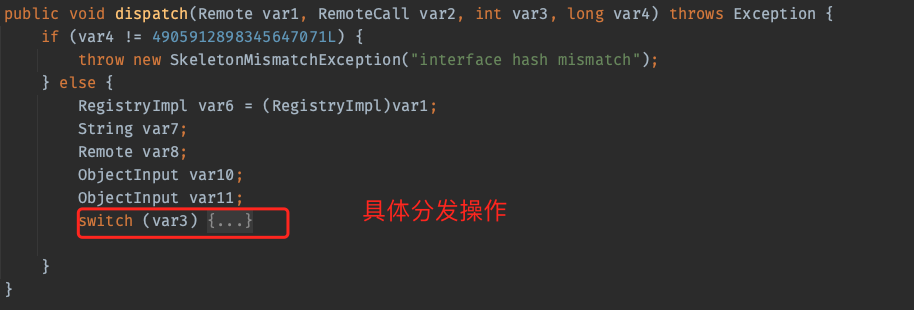 public void dispatch(Remote var1, RemoteCall var2, int var3, long var4) throws Exception {
if (var4 != 4905912898345647071L) {
throw new SkeletonMismatchException("interface hash mismatch");
} else {
RegistryImpl var6 = (RegistryImpl)var1;
String var7;
Remote var8;
ObjectInput var10;
ObjectInput var11;
switch (var3) {...}
具体分发操作
}
}